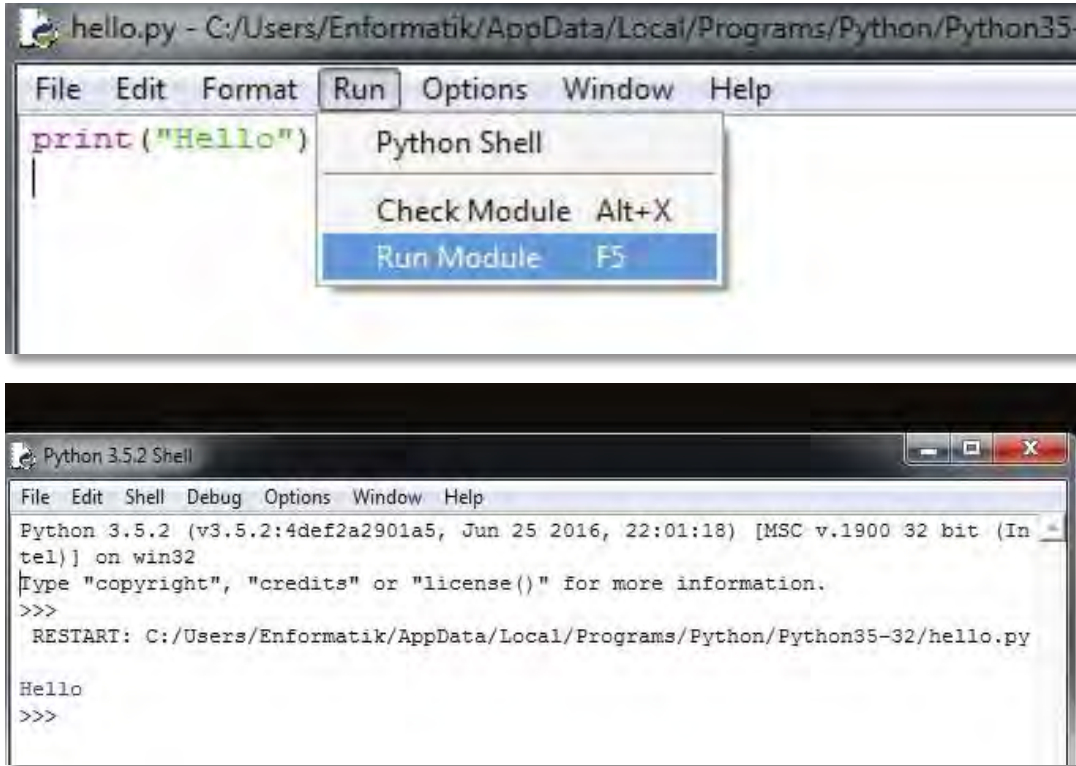 hello.py - C:/Users/Enformatik/AppData/Local/Programs/Python/Python35-
File Edit Format Run Options Window Help
print("Hello")
Python Shell
Check Module Alt+X
Run Module F5
Python 3.5.2 Shell
File Edit Shell Debug Options Window Help
Python 3.5.2 (v3.5.2:4def2a2901a5, Jun 25 2016, 22:01:18) [MSC v.1900 32 bit (In
tel)] on win32
Type "copyright", "credits" or "license()" for more information.
>>>
RESTART: C:/Users/Enformatik/AppData/Local/Programs/Python/Python35-32/hello.py
Hello
>>>